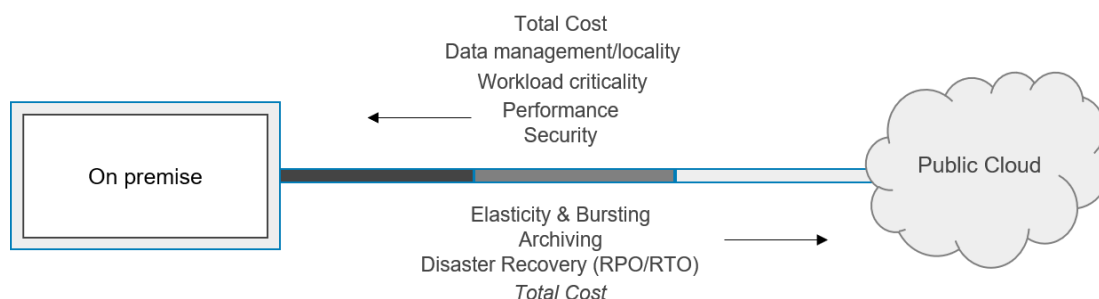 Total Cost
Data management/locality
Workload criticality
Performance
Security
On premise
Public Cloud
Elasticity & Bursting
Archiving
Disaster Recovery (RPO/RTO)
Total Cost